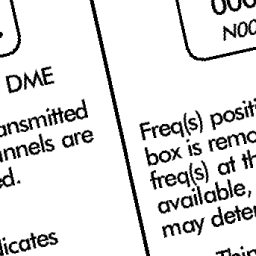 DME
ansmitted
nnels are
ed.
licates
000
N00
Freq(s) positi
box is remo
freq(s) at th
available,
may deter
Thin